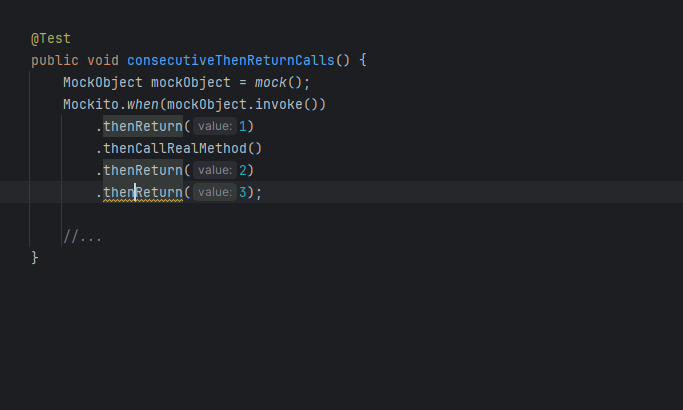 @Test
public void consecutiveThenReturnCalls() {
MockObject mockObject = mock();
Mockito.when(mockObject.invoke())
.thenReturn( value: 1)
.thenCallRealMethod()
.thenReturn( value: 2)
.thenReturn( value: 3);
//...
}